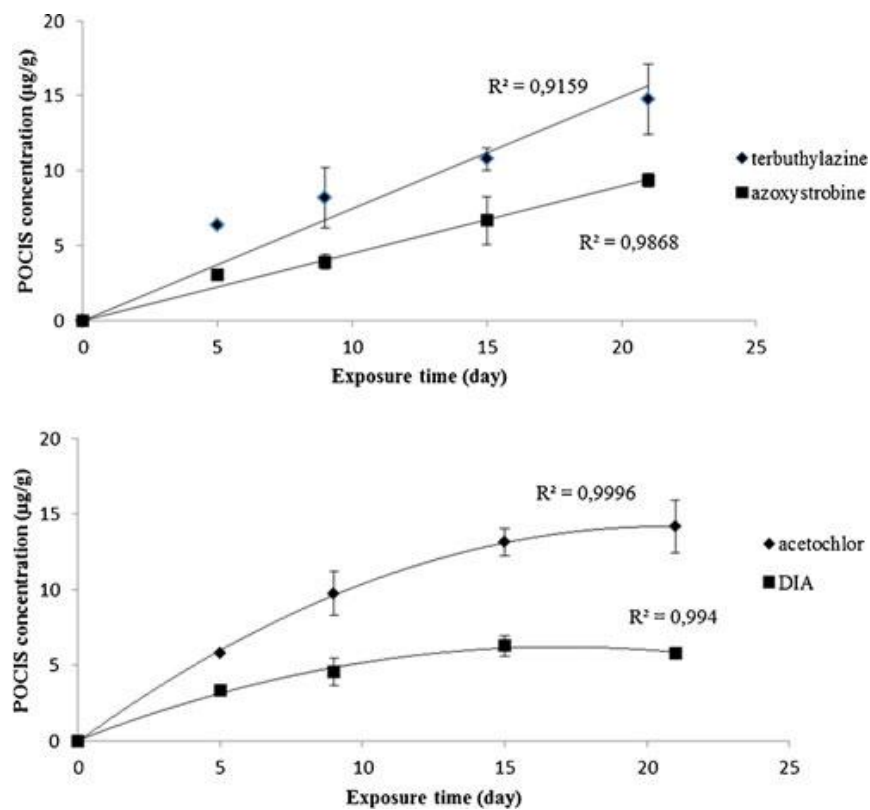 20
15
10
5
0
POCIS concentration (µg/g)
R² = 0,9159
R² = 0,9868
terbuthylazine
azoxystrobine
0 5 10 15 20 25
Exposure time (day)
20
15
10
5
0
POCIS concentration (µg/g)
R² = 0,9996
R² = 0,994
acetochlor
DIA
0 5 10 15 20 25
Exposure time (day)